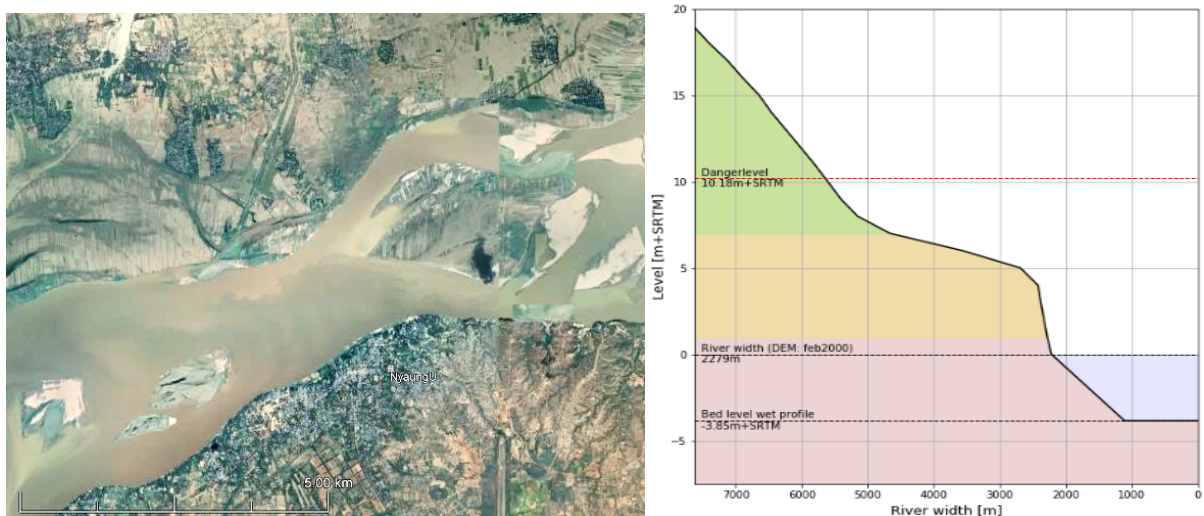 NyaungU
5.00 km
20
15
10
5
0
−5
Level [m+SRTM]
Dangerlevel
10.18m+SRTM
River width (DEM: feb2000)
2279m
Bed level wet profile
-3.85m+SRTM
7000 6000 5000 4000 3000 2000 1000 0
River width [m]